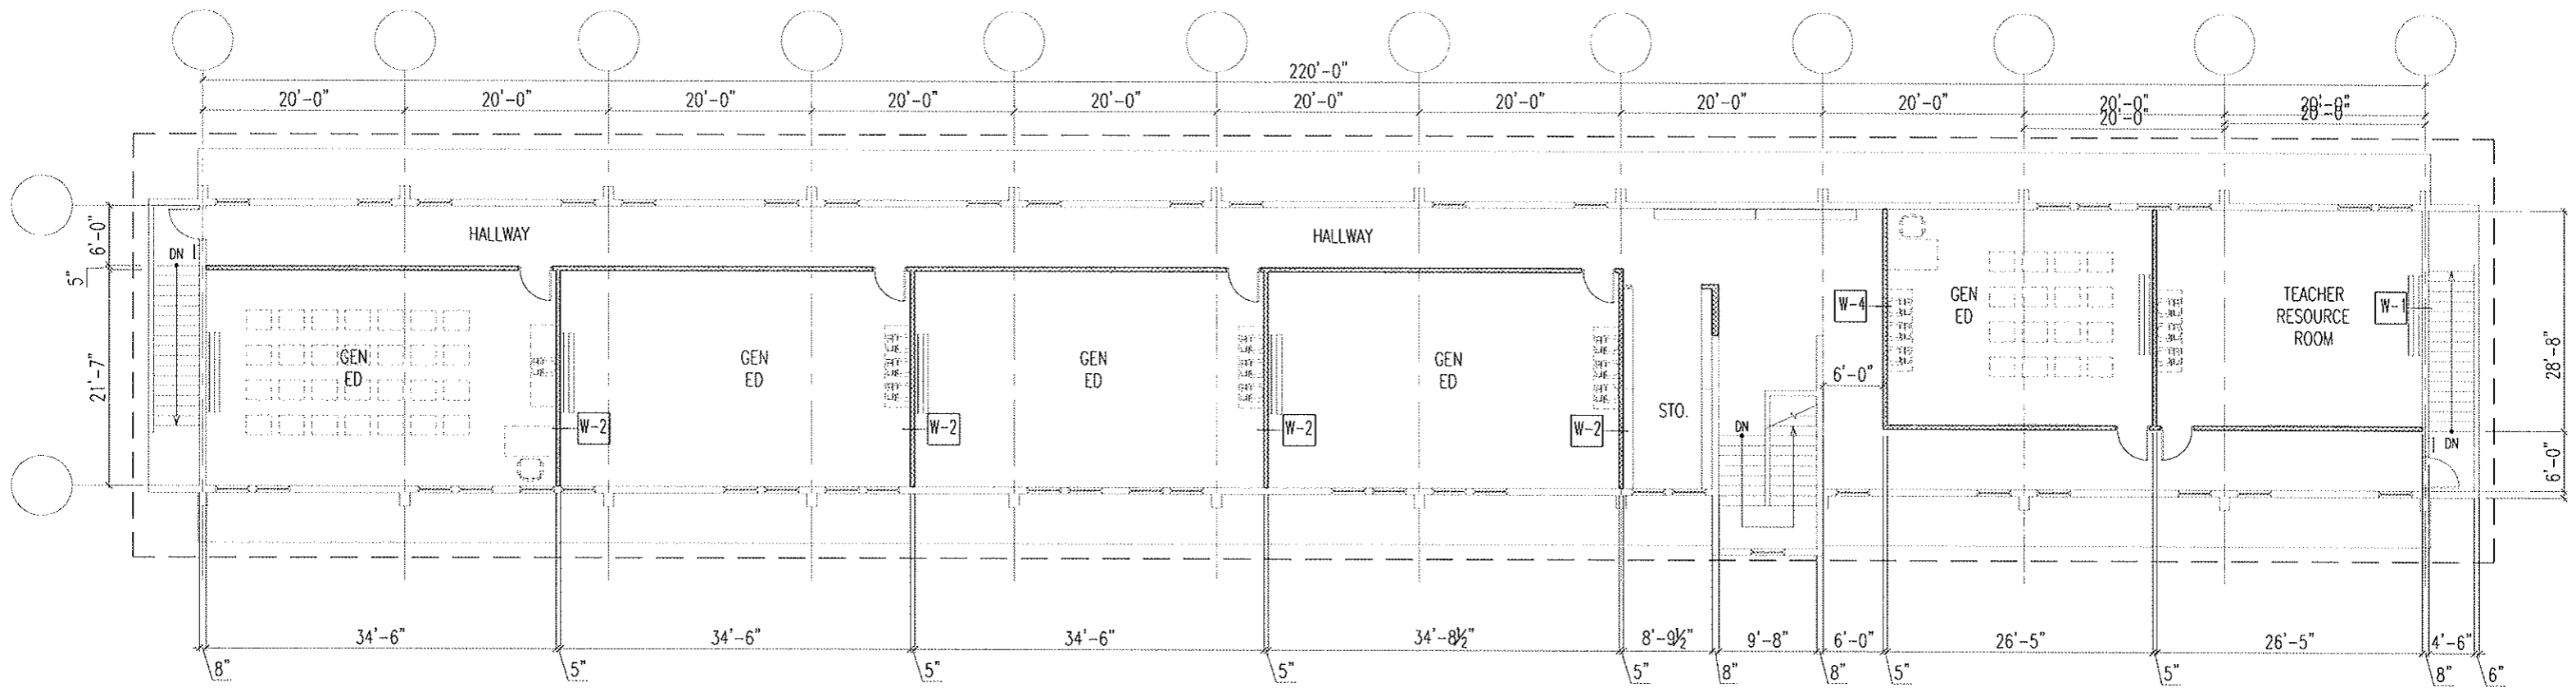 220'-0"
20'-0" 20'-0" 20'-0" 20'-0" 20'-0" 20'-0" 20'-0" 20'-0" 20'-0" 20'-0" 20'-0"
20'-0" 20'-0"
6'-0"
HALLWAY
HALLWAY
DN
5"
21'-7"
GEN
ED
GEN
ED
GEN
ED
GEN
ED
W-2
W-2
W-2
W-2
STO.
DN
W-4
6'-0"
GEN
ED
TEACHER
RESOURCE
ROOM
W-1
28'-8"
DN
6'-0"
34'-6" 34'-6" 34'-6" 34'-8½" 8'-9½" 9'-8" 6'-0" 26'-5" 26'-5" 4'-6"
8" 5" 5" 5" 5" 8" 8" 5" 5" 8" 6"